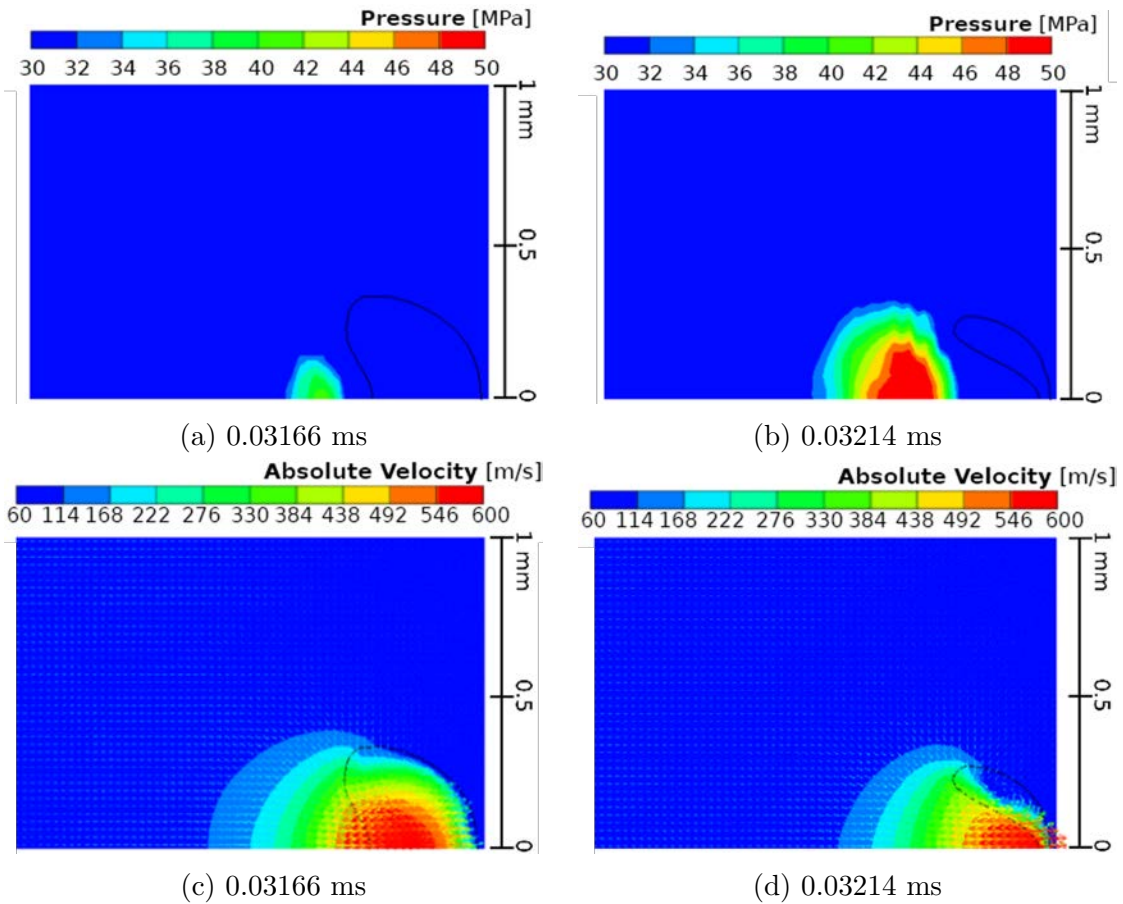 Pressure [MPa]
30 32 34 36 38 40 42 44 46 48 50
1 mm
0.5
0
(a) 0.03166 ms
Pressure [MPa]
30 32 34 36 38 40 42 44 46 48 50
1 mm
0.5
0
(b) 0.03214 ms
Absolute Velocity [m/s]
60 114 168 222 276 330 384 438 492 546 600
1 mm
0.5
0
(c) 0.03166 ms
Absolute Velocity [m/s]
60 114 168 222 276 330 384 438 492 546 600
1 mm
0.5
0
(d) 0.03214 ms